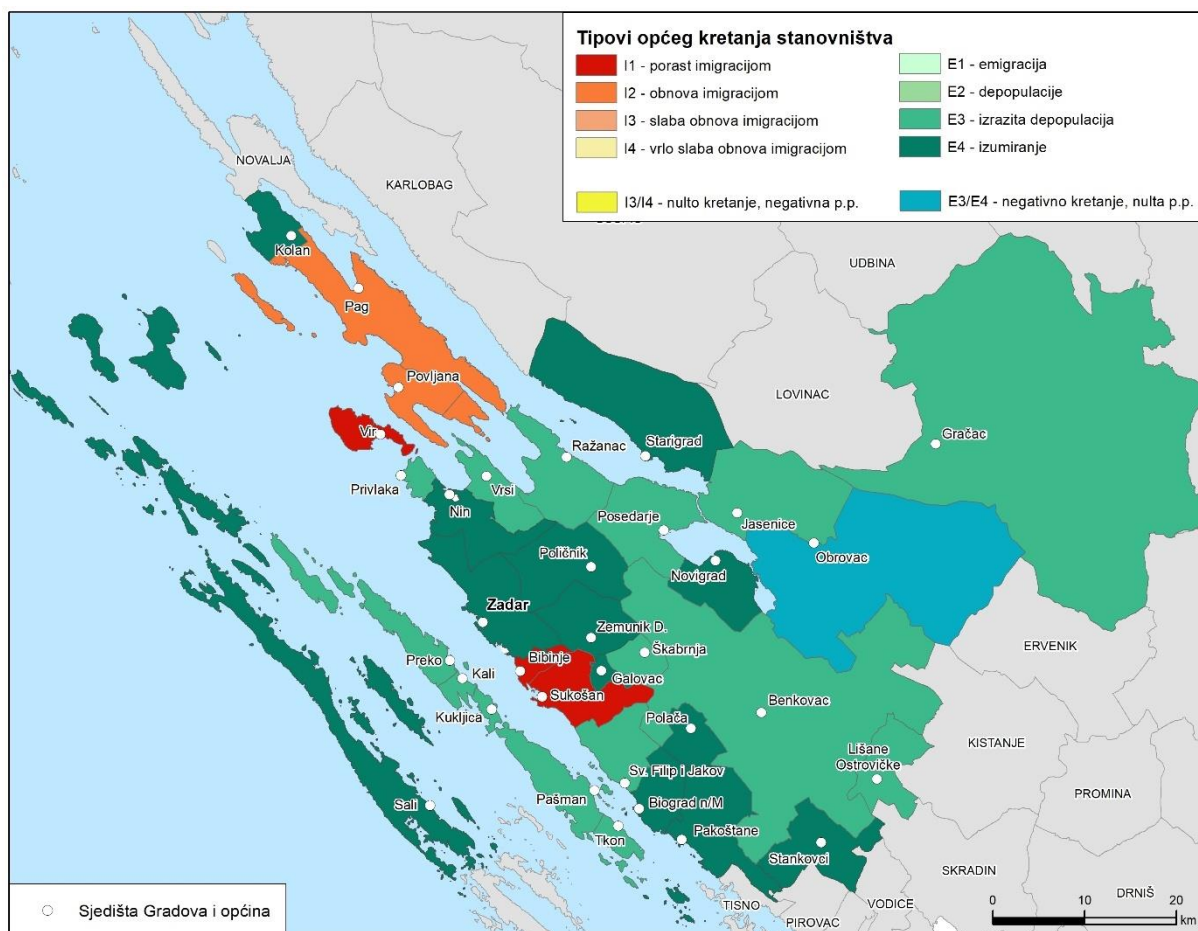 Tipovi općeg kretanja stanovništva
I1 - porast imigracijom
I2 - obnova imigracijom
I3 - slaba obnova imigracijom
I4 - vrlo slaba obnova imigracijom
I3/I4 - nulto kretanje, negativna p.p.
E1 - emigracija
E2 - depopulacije
E3 - izrazita depopulacija
E4 - izumiranje
E3/E4 - negativno kretanje, nulta p.p.
NOVALJA
KARLOBAG
UDBINA
Kolan
Pag
LOVINAC
Povljana
Vir
Ražanac
Starigrad
Gračac
Privlaka
Vrsi
Nin
Posedarje
Jasenice
Obrovac
Poličnik
Novigrad
Zadar
Zemunik D.
ERVENIK
Škabrnja
Bibinje
Preko
Kali
Galovac
Sukošan
Kukljica
Polača
Benkovac
KISTANJE
Lišane
Ostrovičke
Sv. Filip i Jakov
PROMINA
Pašman
Biograd n/M
Sali
Tkon
Pakoštane
Stankovci
SKRADIN
DRNIŠ
TISNO
VODICE
PIROVAC
Sjedišta Gradova i općina
0 10 20
km